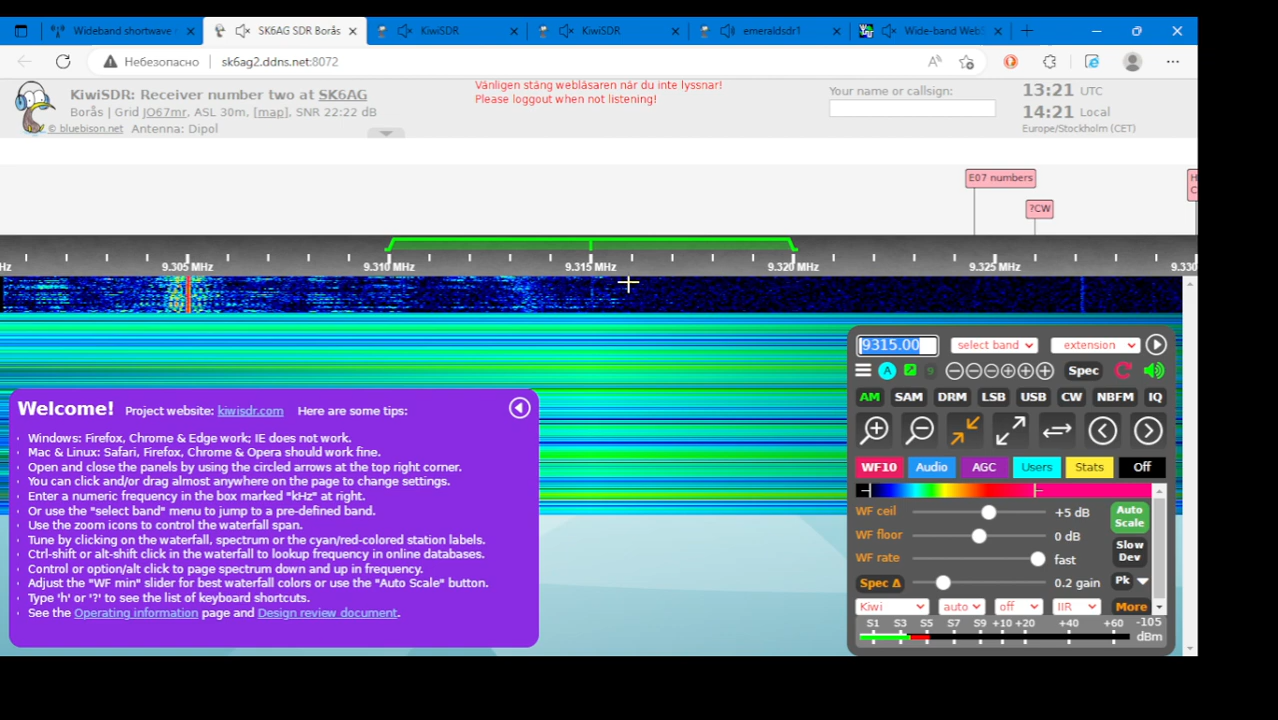 Wideband shortwave
SK6AG SDR Borås
KiwiSDR
KiwiSDR
emeraldsdr1
Wide-band WebS
Небезопасно
sk6ag2.ddns.net:8072
KiwiSDR: Receiver number two at SK6AG
Borås | Grid JO67mr, ASL 30m, [map], SNR 22:22 dB
© bluebison.net Antenna: Dipol
Vänligen stäng webläsaren när du inte lyssnar!
Please loggout when not listening!
Your name or callsign:
13:21 UTC
14:21 Local
Europe/Stockholm (CET)
E07 numbers
?CW
H
C
Hz
9.305 MHz
9.310 MHz
9.315 MHz
9.320 MHz
9.325 MHz
9.330
9315.00
select band
extension
A
9
Spec
AM SAM DRM LSB USB CW NBFM IQ
WF10 Audio AGC Users Stats Off
WF ceil +5 dB
Auto
Scale
WF floor 0 dB
WF rate fast
Slow
Dev
Spec Δ 0.2 gain
Pk
Kiwi auto off IIR More
S1 S3 S5 S7 S9 +10 +20 +40 +60 -105
dBm
Welcome! Project website: kiwisdr.com Here are some tips:
· Windows: Firefox, Chrome & Edge work; IE does not work.
· Mac & Linux: Safari, Firefox, Chrome & Opera should work fine.
· Open and close the panels by using the circled arrows at the top right corner.
· You can click and/or drag almost anywhere on the page to change settings.
· Enter a numeric frequency in the box marked "kHz" at right.
· Or use the "select band" menu to jump to a pre-defined band.
· Use the zoom icons to control the waterfall span.
· Tune by clicking on the waterfall, spectrum or the cyan/red-colored station labels.
· Ctrl-shift or alt-shift click in the waterfall to lookup frequency in online databases.
· Control or option/alt click to page spectrum down and up in frequency.
· Adjust the "WF min" slider for best waterfall colors or use the "Auto Scale" button.
· Type 'h' or '?' to see the list of keyboard shortcuts.
· See the Operating information page and Design review document.